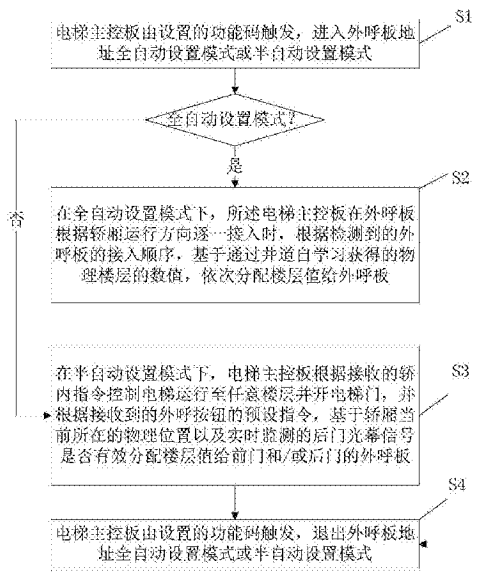 电梯主控板由设置的功能码触发，进入外呼板地
址全自动设置模式或半自动设置模式
S1
全自动设置模式？
是
否
S2
在全自动设置模式下，所述电梯主控板在外呼板
根据轿厢运行方向逐一接入时，根据检测到的外
呼板的接入顺序，基于通过井道自学习获得的物
理楼层的数值，依次分配楼层值给外呼板
S3
在半自动设置模式下，电梯主控板根据接收的轿
内指令控制电梯运行至任意楼层并开电梯门，并
根据接收到的外呼按钮的预设指令，基于轿厢当
前所在的物理位置以及实时监测的后门光幕信号
是否有效分配楼层值给前门和/或后门的外呼板
S4
电梯主控板由设置的功能码触发，退出外呼板地
址全自动设置模式或半自动设置模式